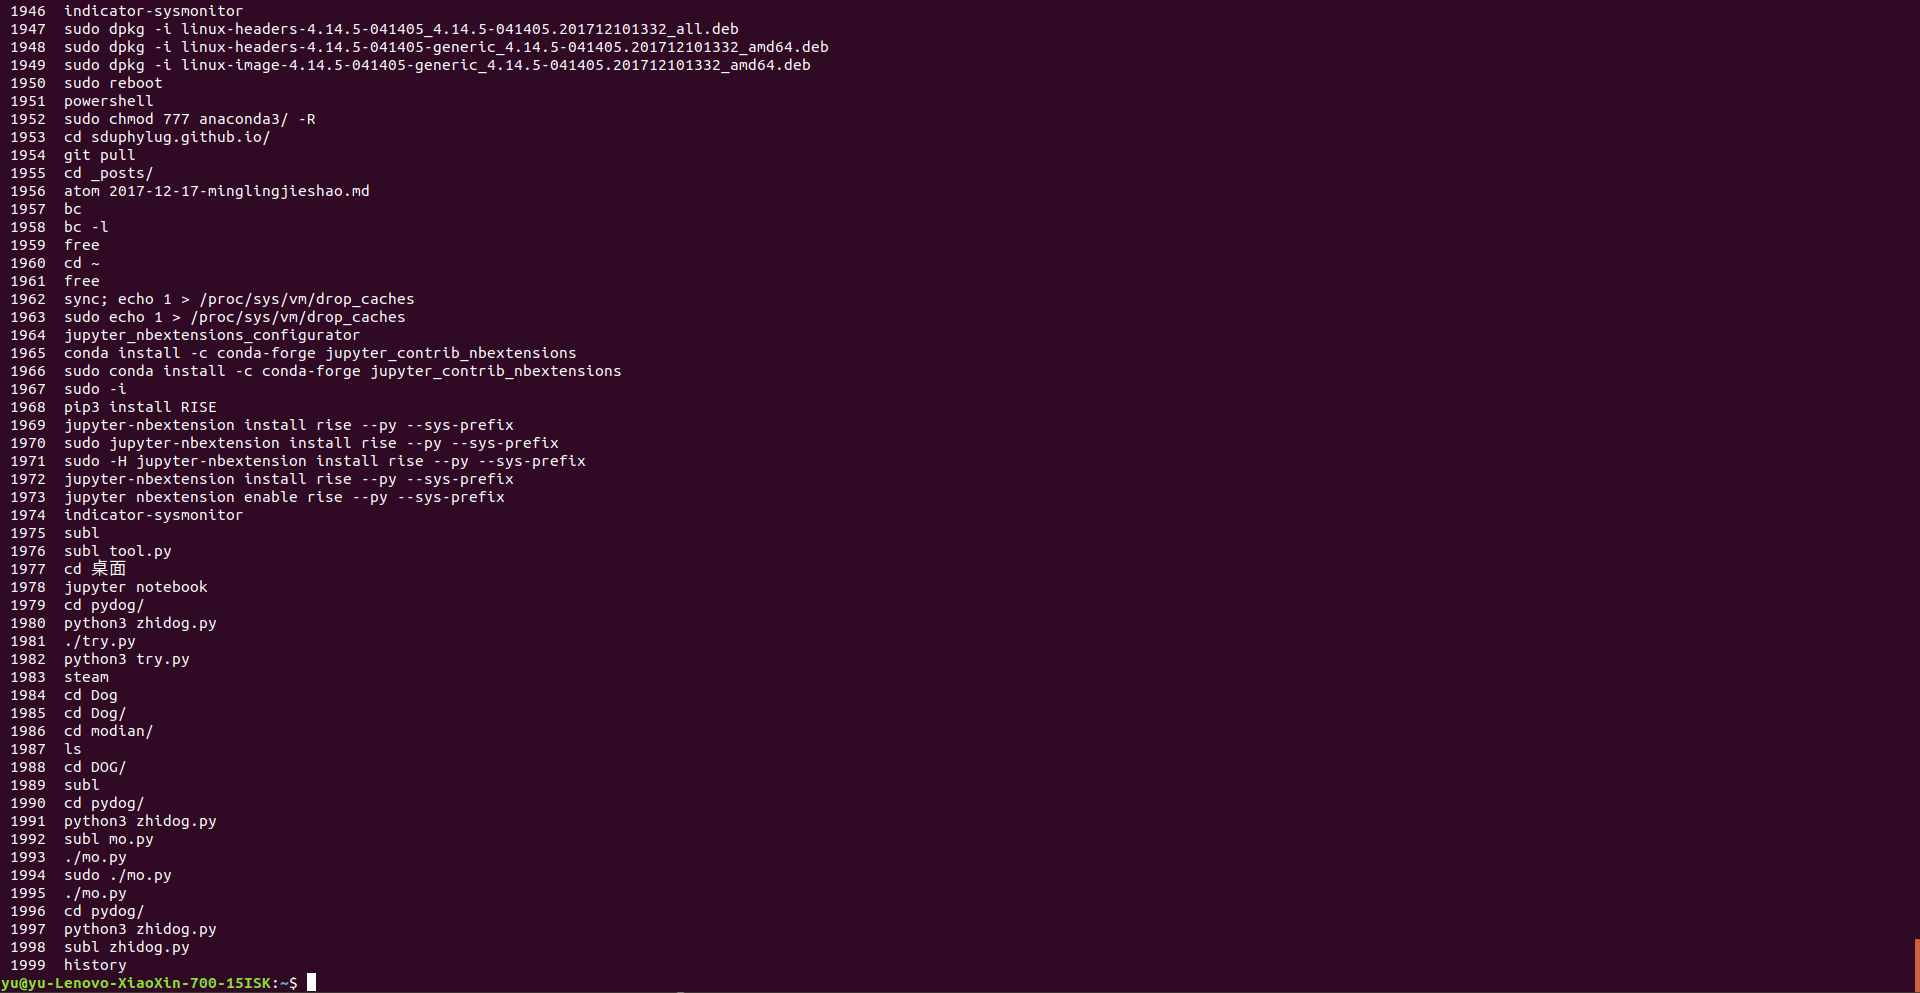 1946  indicator-sysmonitor
1947  sudo dpkg -i linux-headers-4.14.5-041405_4.14.5-041405.201712101332_all.deb
1948  sudo dpkg -i linux-headers-4.14.5-041405-generic_4.14.5-041405.201712101332_amd64.deb
1949  sudo dpkg -i linux-image-4.14.5-041405-generic_4.14.5-041405.201712101332_amd64.deb
1950  sudo reboot
1951  powershell
1952  sudo chmod 777 anaconda3/ -R
1953  cd sduphylug.github.io/
1954  git pull
1955  cd _posts/
1956  atom 2017-12-17-minglingjieshao.md
1957  bc
1958  bc -l
1959  free
1960  cd ~
1961  free
1962  sync; echo 1 > /proc/sys/vm/drop_caches
1963  sudo echo 1 > /proc/sys/vm/drop_caches
1964  jupyter_nbextensions_configurator
1965  conda install -c conda-forge jupyter_contrib_nbextensions
1966  sudo conda install -c conda-forge jupyter_contrib_nbextensions
1967  sudo -i
1968  pip3 install RISE
1969  jupyter-nbextension install rise --py --sys-prefix
1970  sudo jupyter-nbextension install rise --py --sys-prefix
1971  sudo -H jupyter-nbextension install rise --py --sys-prefix
1972  jupyter-nbextension install rise --py --sys-prefix
1973  jupyter nbextension enable rise --py --sys-prefix
1974  indicator-sysmonitor
1975  subl
1976  subl tool.py
1977  cd 桌面
1978  jupyter notebook
1979  cd pydog/
1980  python3 zhidog.py
1981  ./try.py
1982  python3 try.py
1983  steam
1984  cd Dog
1985  cd Dog/
1986  cd modian/
1987  ls
1988  cd DOG/
1989  subl
1990  cd pydog/
1991  python3 zhidog.py
1992  subl mo.py
1993  ./mo.py
1994  sudo ./mo.py
1995  ./mo.py
1996  cd pydog/
1997  python3 zhidog.py
1998  subl zhidog.py
1999  history
yu@yu-Lenovo-XiaoXin-700-15ISK:~$